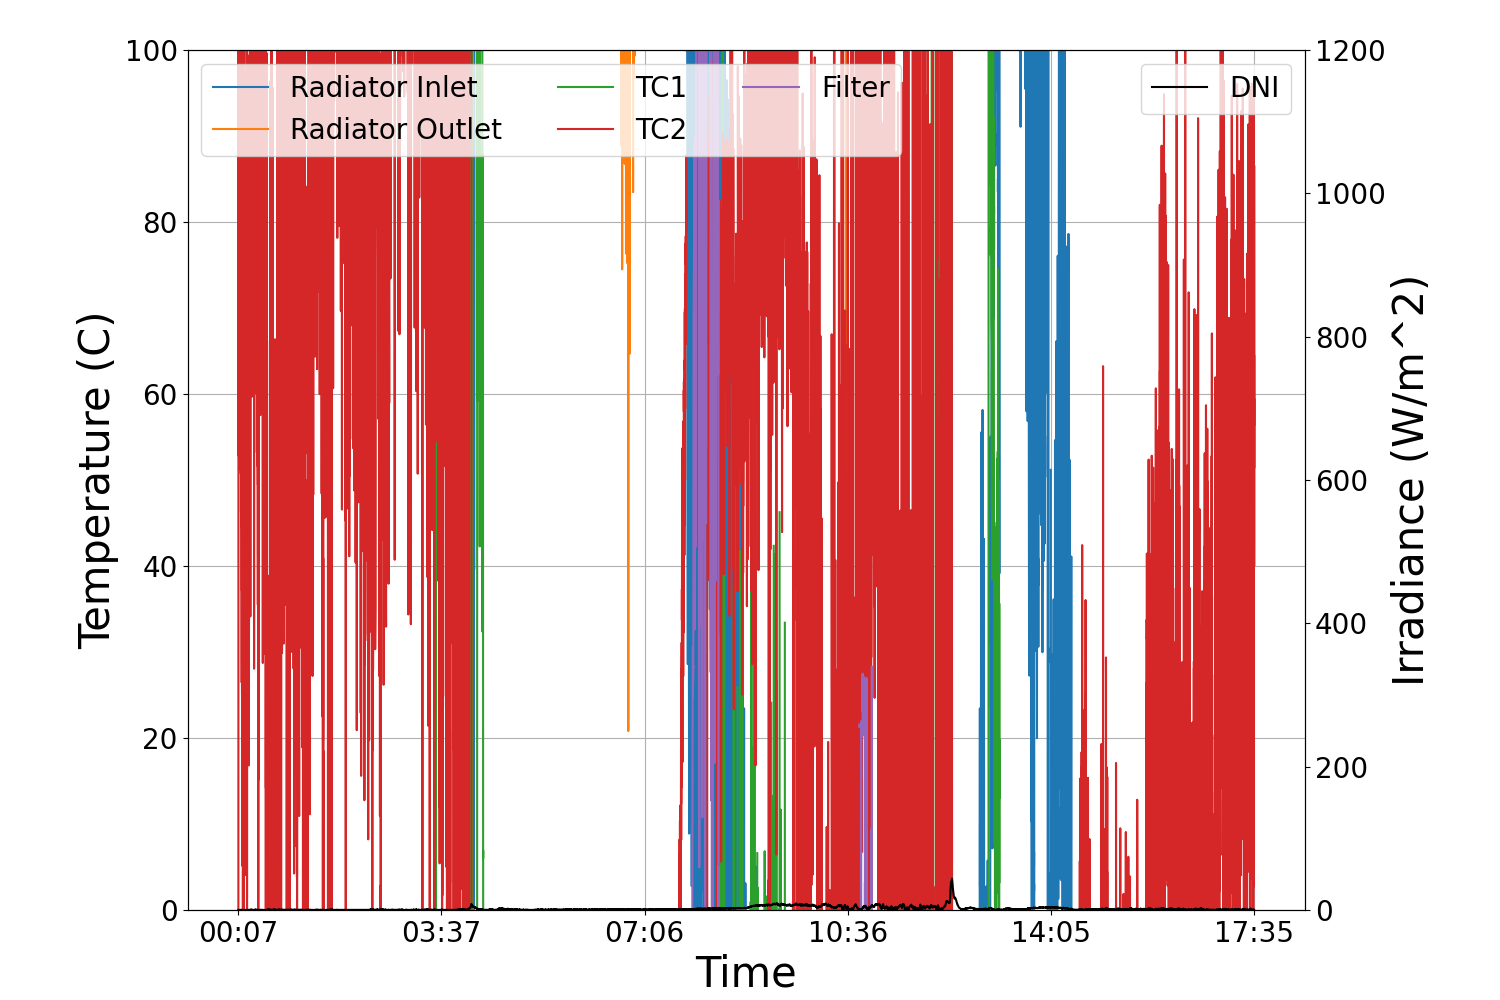 100
80
60
40
20
0
Temperature (C)
Radiator Inlet
Radiator Outlet
TC1
TC2
Filter
DNI
1200
1000
800
600
400
200
0
Irradiance (W/m^2)
00:07 03:37 07:06 10:36 14:05 17:35
Time